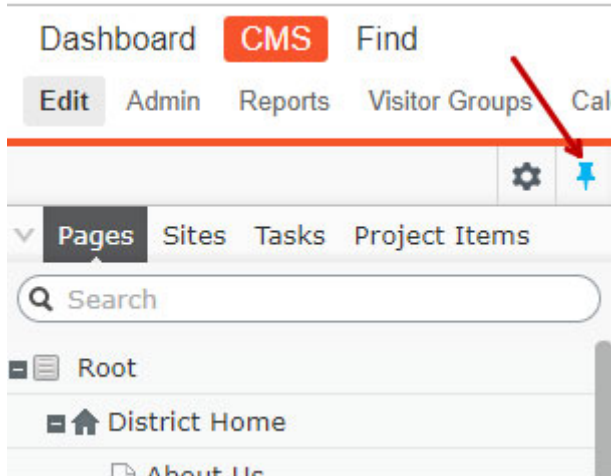 Dashboard CMS Find
Edit Admin Reports Visitor Groups Cal
Pages Sites Tasks Project Items
Search
Root
District Home
About Us